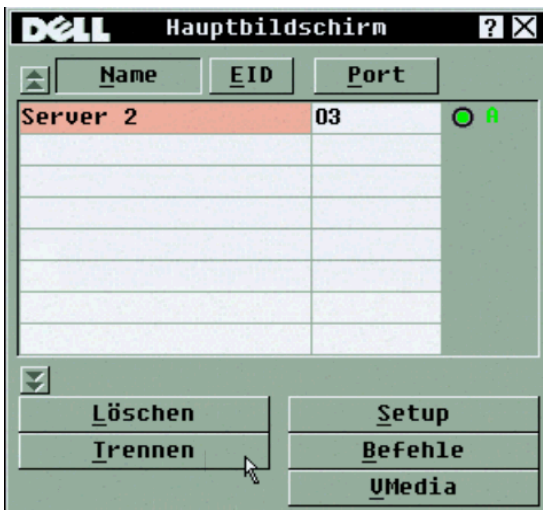 DELL Hauptbildschirm ? X
Name EID Port
Server 2 03 A
Löschen Setup
Trennen Befehle
VMedia